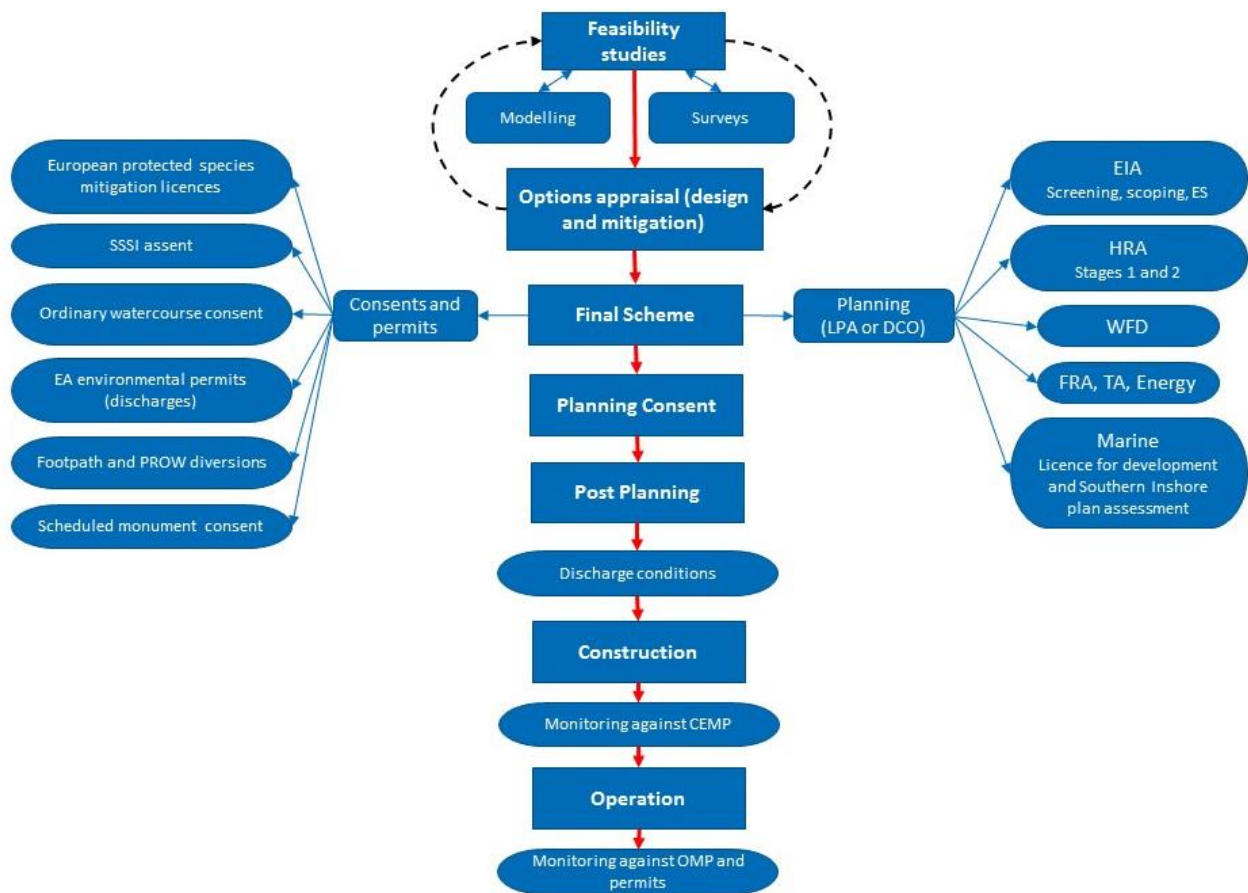 Feasibility
studies
Modelling
Surveys
Options appraisal (design
and mitigation)
Final Scheme
Consents and
permits
European protected species
mitigation licences
SSSI assent
Ordinary watercourse consent
EA environmental permits
(discharges)
Footpath and PROW diversions
Scheduled monument consent
Planning
(LPA or DCO)
EIA
Screening, scoping, ES
HRA
Stages 1 and 2
WFD
FRA, TA, Energy
Marine
Licence for development
and Southern Inshore
plan assessment
Planning Consent
Post Planning
Discharge conditions
Construction
Monitoring against CEMP
Operation
Monitoring against OMP and
permits